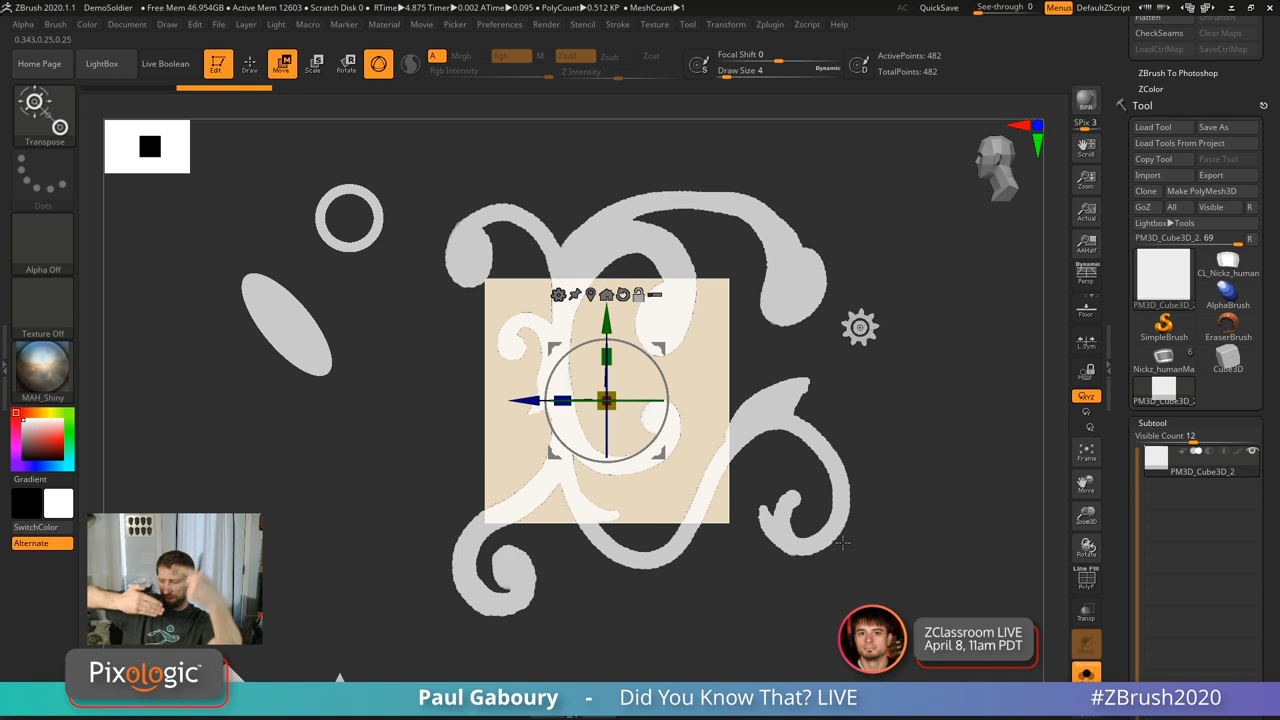 ZBrush 2020.1.1 DemoSoldier • Free Mem 46.954GB • Active Mem 12603 • Scratch Disk 0 • RTime▶4.875 Timer▶0.002 ATime▶0.095 • PolyCount▶0.512 KP • MeshCount▶1 AC QuickSave See-through 0 Menus DefaultZScript
Alpha Brush Color Document Draw Edit File Layer Light Macro Marker Material Movie Picker Preferences Render Stencil Stroke Texture Tool Transform Zplugin Zscript Help
0.343,0.25,0.25
Home Page LightBox Live Boolean Edit Draw Move Scale Rotate A Mrgb Rgb M Zadd Zsub Zcut Focal Shift 0 ActivePoints: 482
Rgb Intensity Z Intensity Draw Size 4 Dynamic TotalPoints: 482
Transpose
Dots
Alpha Off
Texture Off
MAH_Shiny
Gradient
SwitchColor
Alternate
BPR
SPix 3
Scroll
Zoom
Actual
AAHalf
Dynamic
Persp
Floor
L.Sym
XYZ
Frame
Move
Zoom3D
Rotate
Line Fill
PolyF
Transp
Flatten
CheckSeams Clear Maps
LoadCtrlMap SaveCtrlMap
ZBrush To Photoshop
ZColor
Tool
Load Tool Save As
Load Tools From Project
Copy Tool Paste Tool
Import Export
Clone Make PolyMesh3D
GoZ All Visible R
Lightbox▶Tools
PM3D_Cube3D_2. 69 R
CL_Nickz_human
AlphaBrush
SimpleBrush EraserBrush
6
Nickz_humanMa Cube3D
Subtool
Visible Count 12
PM3D_Cube3D_2
ZClassroom LIVE
April 8, 11am PDT
Pixologic™
Paul Gaboury - Did You Know That? LIVE #ZBrush2020